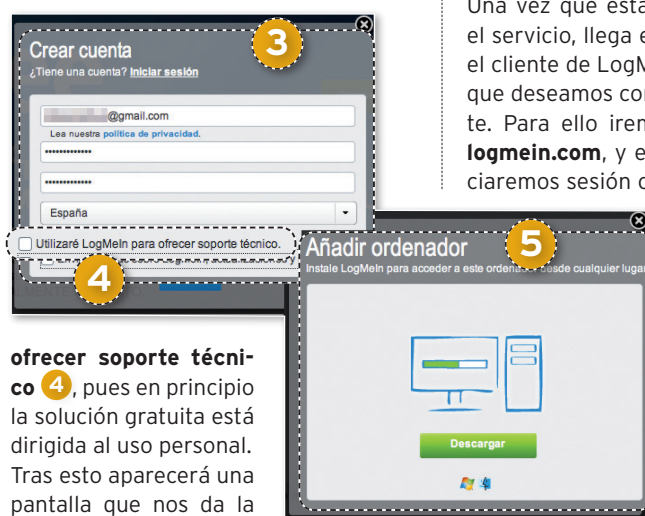 Crear cuenta
¿Tiene una cuenta? Iniciar sesión
3
@gmail.com
Lea nuestra política de privacidad.
•••••••••••••
•••••••••••••
España
Utilizaré LogMeIn para ofrecer soporte técnico.
4
ofrecer soporte técni-
co 4, pues en principio
la solución gratuita está
dirigida al uso personal.
Tras esto aparecerá una
pantalla que nos da la
Una vez que esta
el servicio, llega e
el cliente de LogM
que deseamos con
te. Para ello iren
logmein.com, y e
ciaremos sesión c
Añadir ordenador
5
Instale LogMeIn para acceder a este ordenador desde cualquier lugar
Descargar